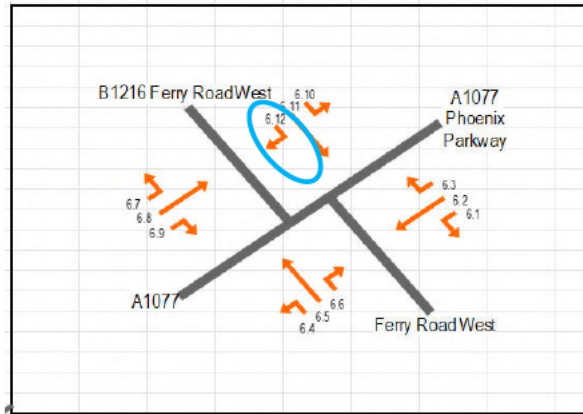 B1216 Ferry Road West
6.10
6.11
6.12
A1077
Phoenix
Parkway
6.3
6.2
6.1
6.7
6.8
6.9
A1077
6.6
6.5
6.4
Ferry Road West